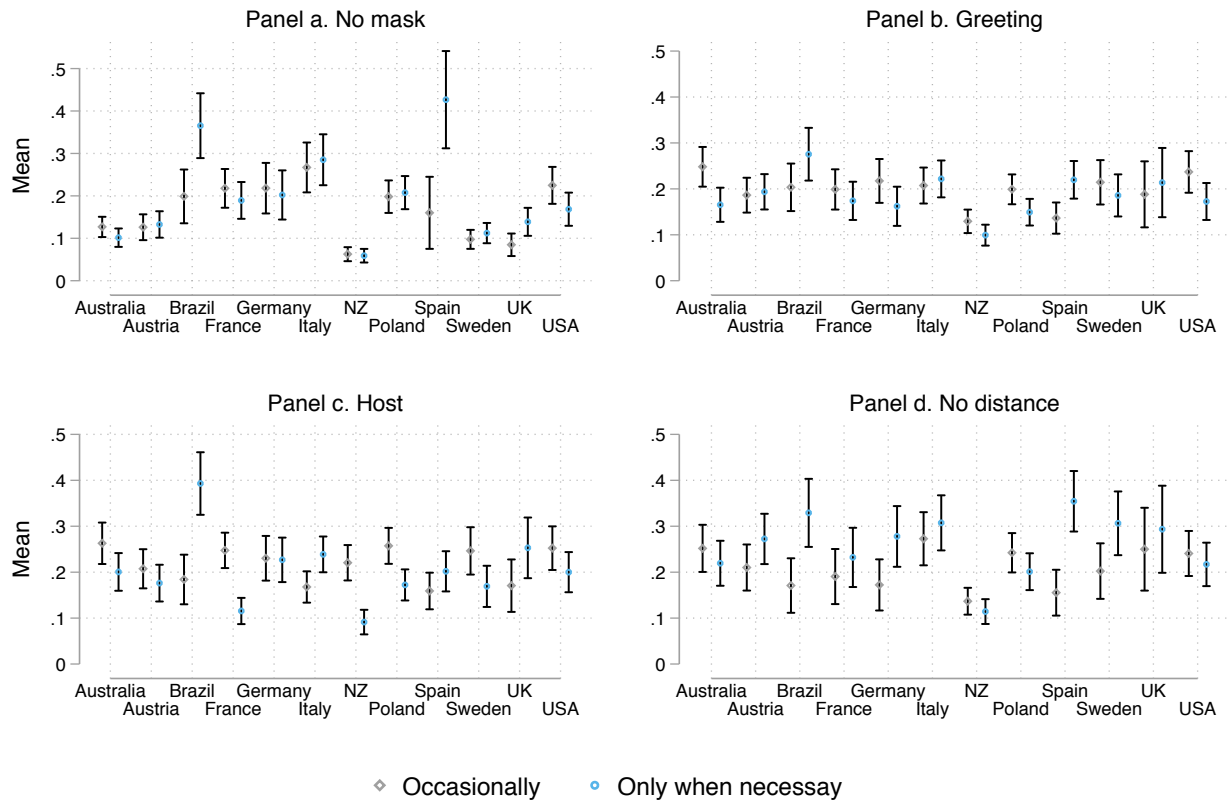 Panel a. No mask
Mean
.5
.4
.3
.2
.1
0
Australia Brazil Germany NZ Spain UK
Austria France Italy Poland Sweden USA
Panel b. Greeting
.5
.4
.3
.2
.1
0
Australia Brazil Germany NZ Spain UK
Austria France Italy Poland Sweden USA
Panel c. Host
Mean
.5
.4
.3
.2
.1
0
Australia Brazil Germany NZ Spain UK
Austria France Italy Poland Sweden USA
Panel d. No distance
.5
.4
.3
.2
.1
0
Australia Brazil Germany NZ Spain UK
Austria France Italy Poland Sweden USA
Occasionally Only when necessay